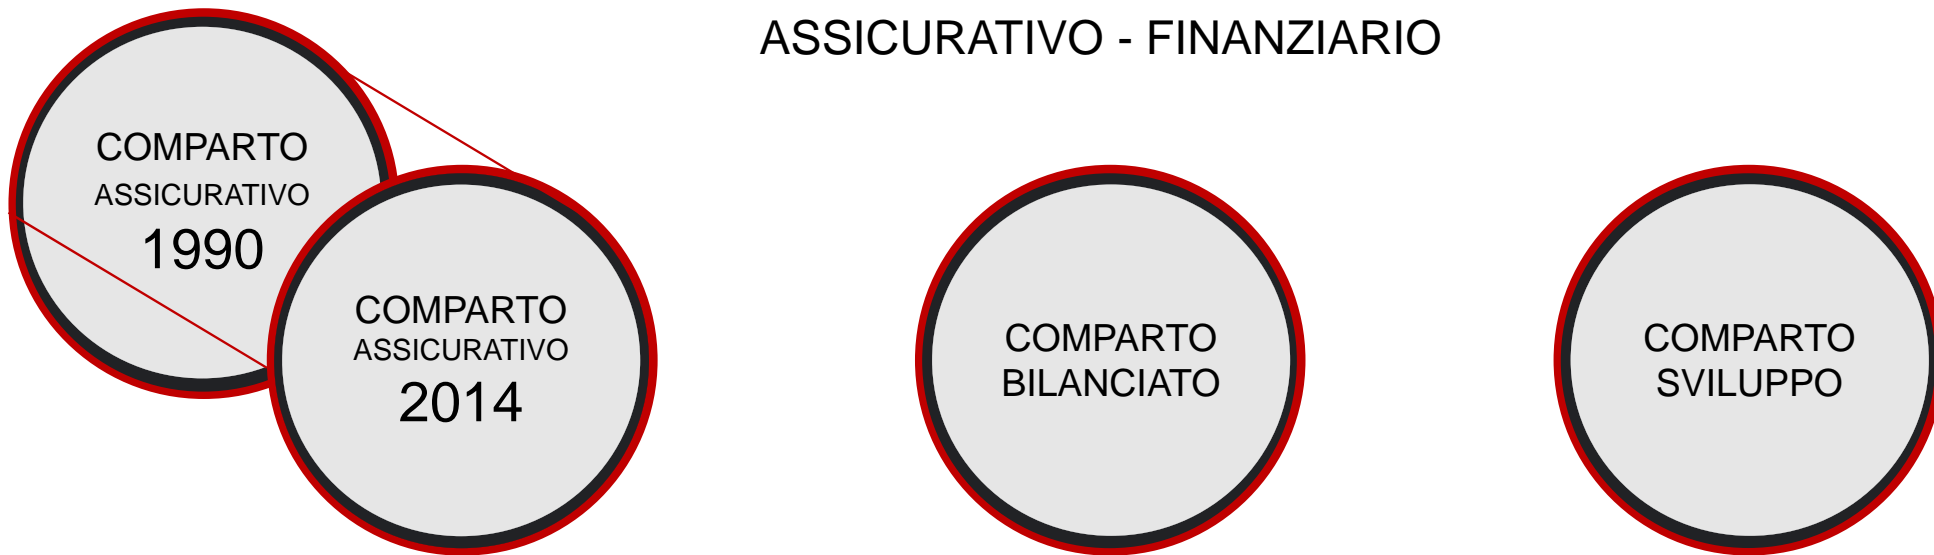 ASSICURATIVO - FINANZIARIO
COMPARTO
ASSICURATIVO
1990
COMPARTO
ASSICURATIVO
2014
COMPARTO
BILANCIATO
COMPARTO
SVILUPPO